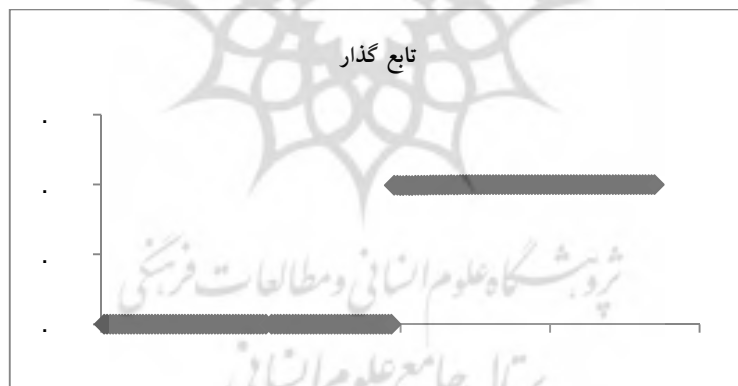 تابع گذار
.
.
.
.
پژوهشگاه علوم انسانی و مطالعات فرهنگی
پرتال جامع علوم انسانی